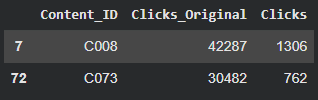 Content_ID Clicks_Original Clicks
7 C008 42287 1306
72 C073 30482 762